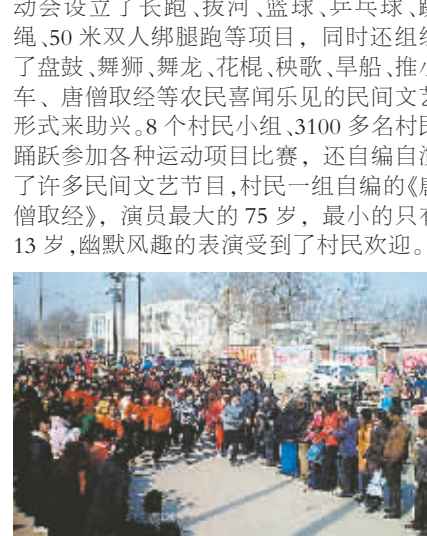 动会设立了长跑、拔河、篮球、乒乓球、
绳、50 米双人绑腿跑等项目，同时还组织
了盘鼓、舞狮、舞龙、花棍、秧歌、旱船、推小
车、唐僧取经等农民喜闻乐见的民间文艺
形式来助兴。8 个村民小组、3100 多名村民
踊跃参加各种运动项目比赛，还自编自演
了许多民间文艺节目，村民一组自编的《唐
僧取经》，演员最大的 75 岁，最小的只有
13 岁，幽默风趣的表演受到了村民欢迎。